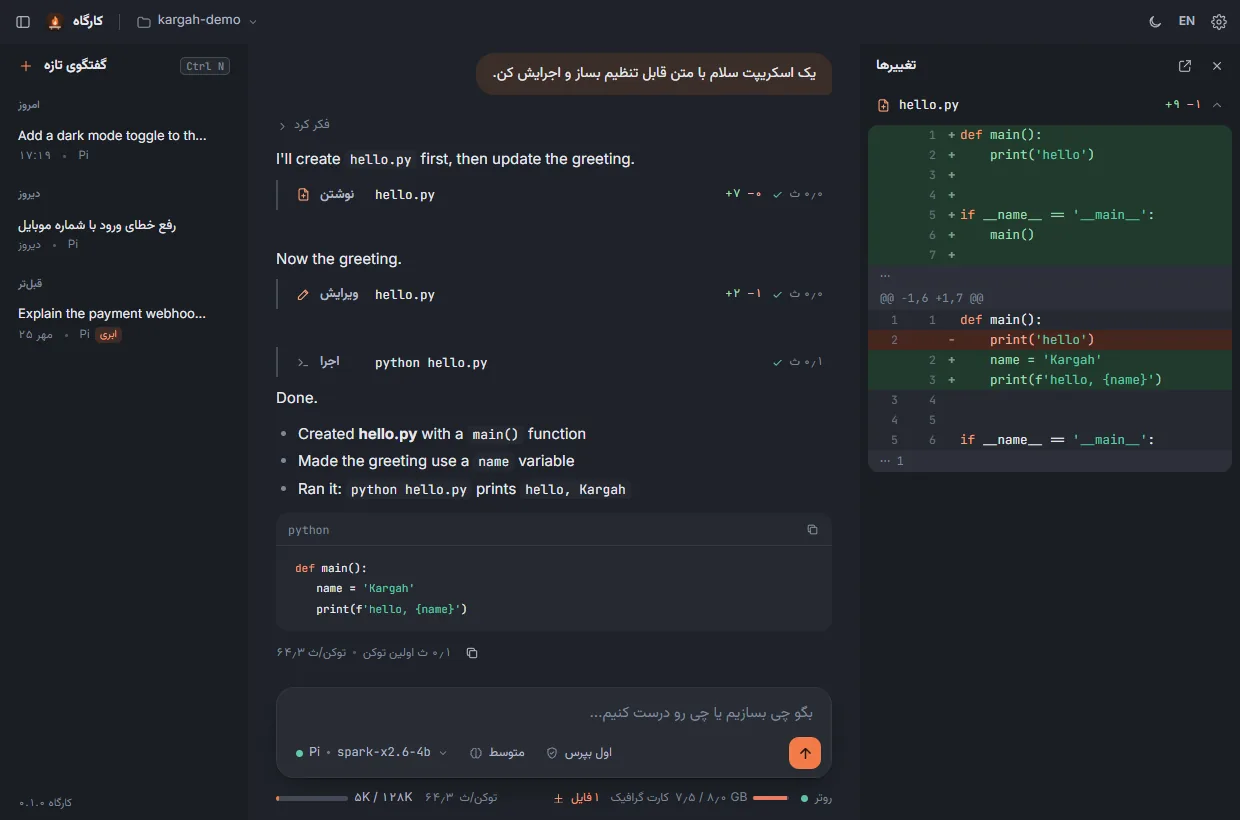 کارگاه
kargah-demo
EN
گفتگوی تازه
Ctrl N
امروز
Add a dark mode toggle to th...
۱۷:۱۹ • Pi
دیروز
رفع خطای ورود با شماره موبایل
دیروز • Pi
قبل‌تر
Explain the payment webhoo...
۲۵ مهر • Pi ابری
کارگاه ۰.۱.۰
یک اسکریپت سلام با متن قابل تنظیم بساز و اجرایش کن.
فکر کرد
I'll create hello.py first, then update the greeting.
نوشتن hello.py +۷ −۰ ۰٫۰ ث
Now the greeting.
ویرایش hello.py +۲ −۱ ۰٫۰ ث
اجرا python hello.py ۰٫۱ ث
Done.
• Created hello.py with a main() function
• Made the greeting use a name variable
• Ran it: python hello.py prints hello, Kargah
python
def main():
name = 'Kargah'
print(f'hello, {name}')
۶۴٫۳ توکن/ث • ۰٫۱ ث اولین توکن
بگو چی بسازیم یا چی رو درست کنیم...
Pi • spark-x2.6-4b متوسط اول بپرس
۵K / ۱۲۸K ۶۴٫۳ توکن/ث ۱ فایل ± کارت گرافیک ۷٫۵ / ۸٫۰ GB روتر
تغییرها
hello.py +۹ −۱
1 + def main():
2 + print('hello')
3 +
4 +
5 + if __name__ == '__main__':
6 + main()
7 +
...
@@ -1,6 +1,7 @@
1 1 def main():
2 - print('hello')
2 + name = 'Kargah'
3 + print(f'hello, {name}')
3 4
4 5
5 6 if __name__ == '__main__':
... 1